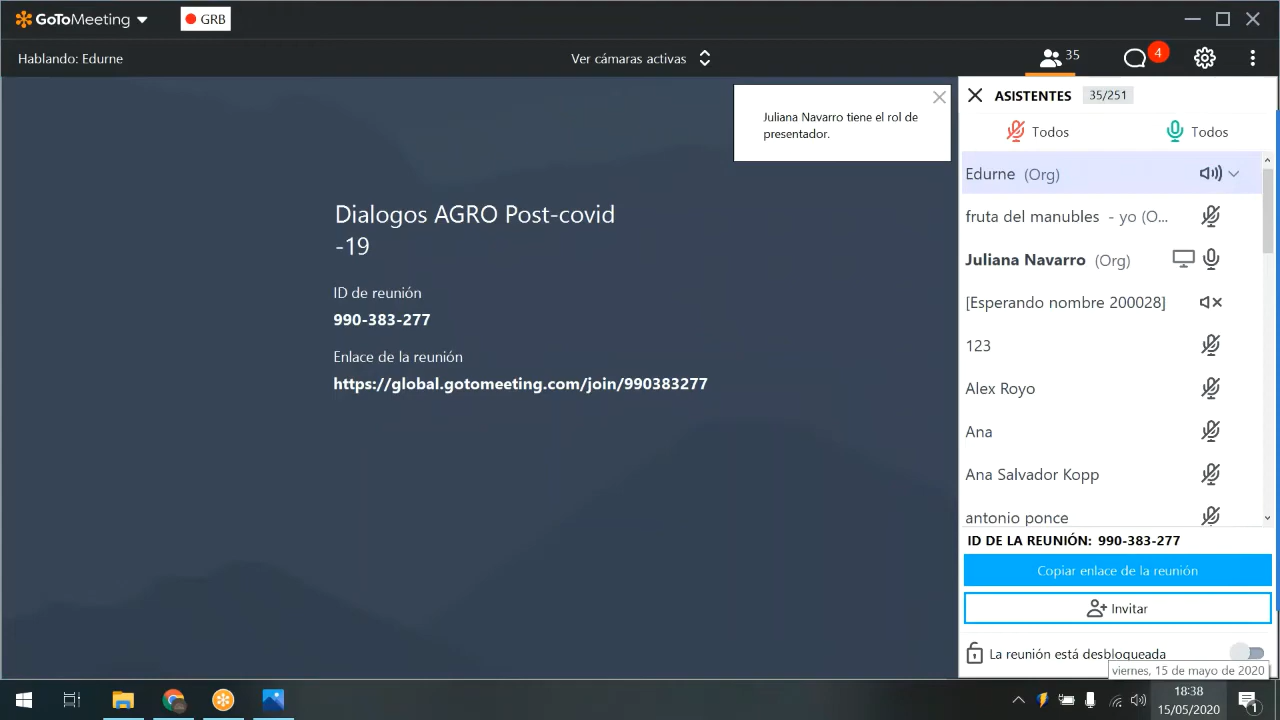 GoToMeeting
GRB
Hablando: Edurne
Ver cámaras activas
35
4
Juliana Navarro tiene el rol de
presentador.
ASISTENTES 35/251
Todos
Todos
Edurne (Org)
fruta del manubles - yo (O...
Juliana Navarro (Org)
[Esperando nombre 200028]
123
Alex Royo
Ana
Ana Salvador Kopp
antonio ponce
Dialogos AGRO Post-covid
-19
ID de reunión
990-383-277
Enlace de la reunión
https://global.gotomeeting.com/join/990383277
ID DE LA REUNIÓN: 990-383-277
Copiar enlace de la reunión
Invitar
La reunión está desbloqueada
viernes, 15 de mayo de 2020
18:38
15/05/2020
1